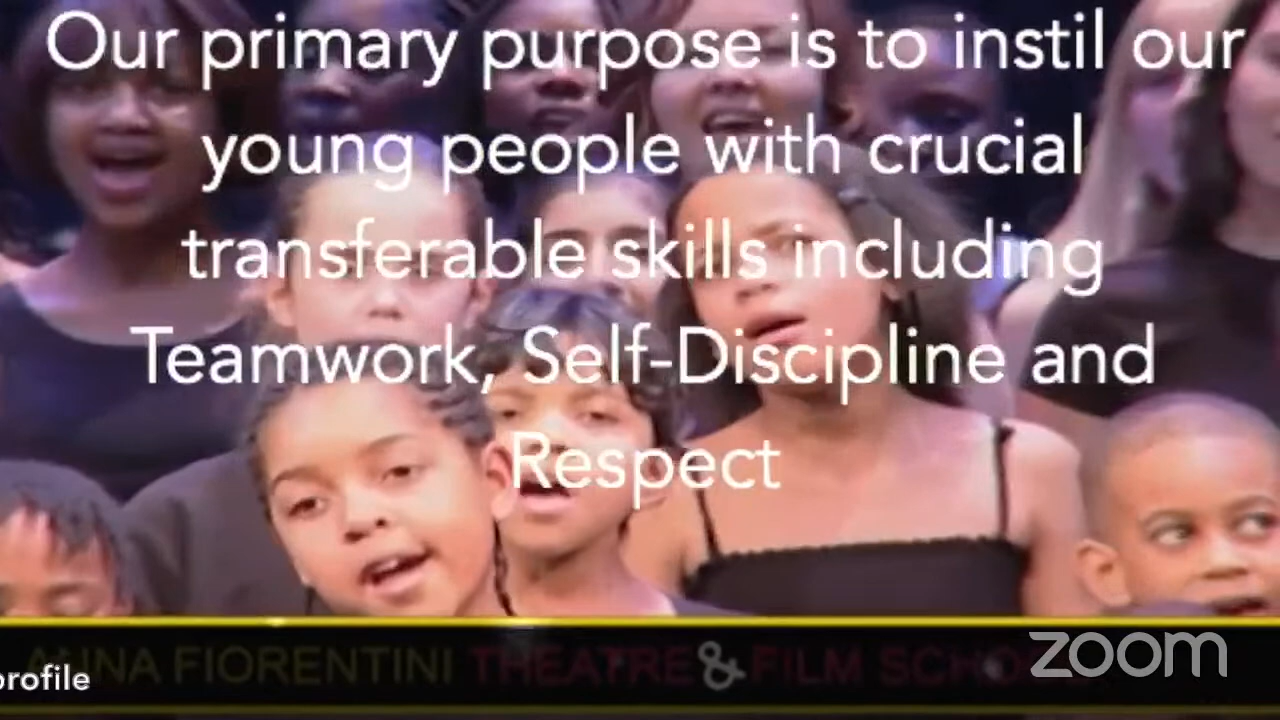 Our primary purpose is to instil our
young people with crucial
transferable skills including
Teamwork, Self-Discipline and
Respect
ANNA FIORENTINI THEATRE & FILM SCHOOL
profile
zoom